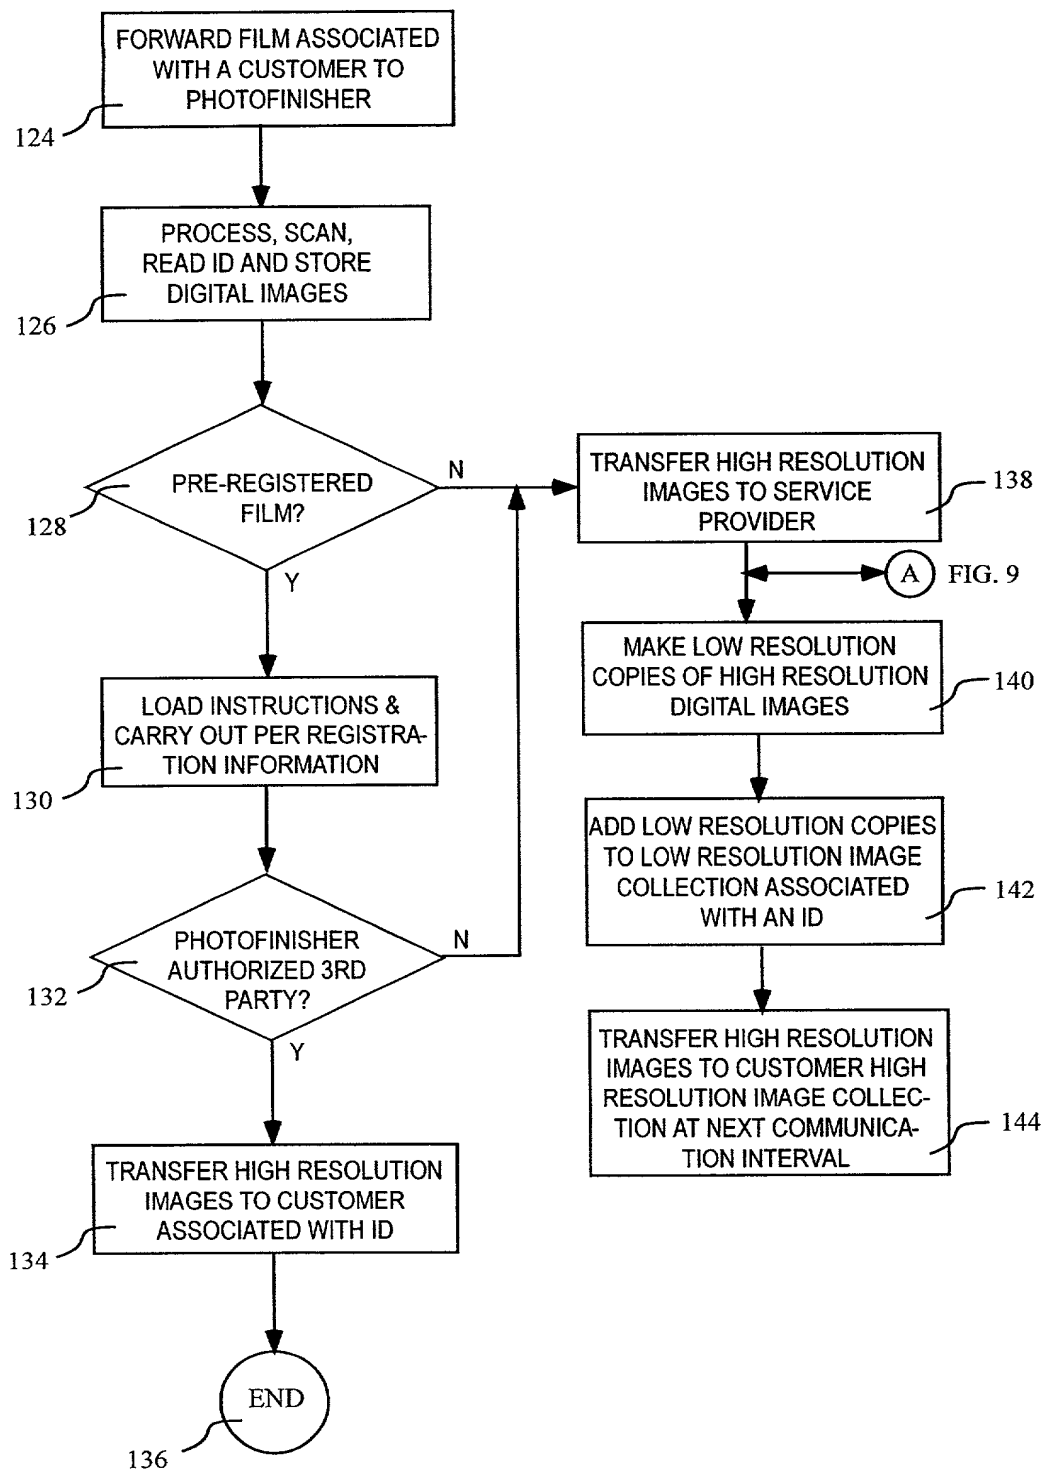 FORWARD FILM ASSOCIATED
WITH A CUSTOMER TO
PHOTOFINISHER
124
PROCESS, SCAN,
READ ID AND STORE
DIGITAL IMAGES
126
PRE-REGISTERED
FILM?
128
N
Y
LOAD INSTRUCTIONS &
CARRY OUT PER REGISTRA-
TION INFORMATION
130
PHOTOFINISHER
AUTHORIZED 3RD
PARTY?
132
N
Y
TRANSFER HIGH RESOLUTION
IMAGES TO CUSTOMER
ASSOCIATED WITH ID
134
END
136
TRANSFER HIGH RESOLUTION
IMAGES TO SERVICE
PROVIDER
138
A FIG. 9
MAKE LOW RESOLUTION
COPIES OF HIGH RESOLUTION
DIGITAL IMAGES
140
ADD LOW RESOLUTION COPIES
TO LOW RESOLUTION IMAGE
COLLECTION ASSOCIATED
WITH AN ID
142
TRANSFER HIGH RESOLUTION
IMAGES TO CUSTOMER HIGH
RESOLUTION IMAGE COLLEC-
TION AT NEXT COMMUNICA-
TION INTERVAL
144